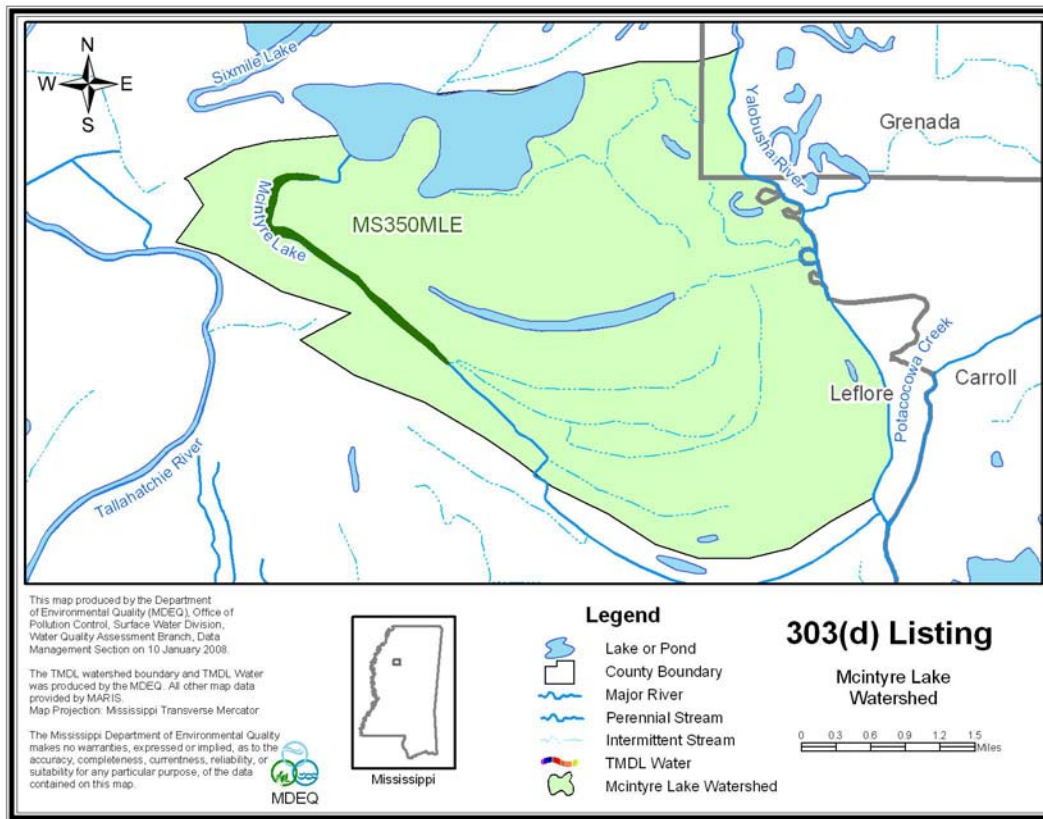 N
W E
S
Sixmile Lake
Yalobusha River
Grenada
Mcintyre Lake
MS350MLE
Tallahatchie River
Leflore
Potacocowa Creek
Carroll
This map produced by the Department
of Environmental Quality (MDEQ), Office of
Pollution Control, Surface Water Division,
Water Quality Assessment Branch, Data
Management Section on 10 January 2008.
The TMDL watershed boundary and TMDL Water
was produced by the MDEQ. All other map data
provided by MARIS.
Map Projection: Mississippi Transverse Mercator
The Mississippi Department of Environmental Quality
makes no warranties, expressed or implied, as to the
accuracy, completeness, currentness, reliability, or
suitability for any particular purpose, of the data
contained on this map.
MDEQ
Mississippi
Legend
Lake or Pond
County Boundary
Major River
Perennial Stream
Intermittent Stream
TMDL Water
Mcintyre Lake Watershed
303(d) Listing
Mcintyre Lake
Watershed
0 0.3 0.6 0.9 1.2 1.5
Miles